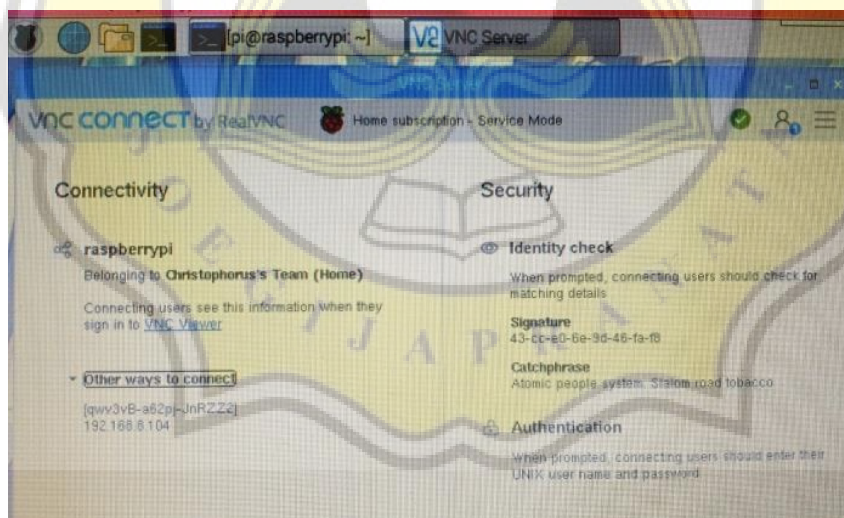 [pi@raspberrypi: ~]
VNC Server
VNC CONNECT by RealVNC
Home subscription - Service Mode
Connectivity
raspberrypi
Belonging to Christophorus's Team (Home)
Connecting users see this information when they
sign in to VNC Viewer
Other ways to connect
[qwv3vB-a62pj-JnRZZ2]
192.168.6.104
Security
Identity check
When prompted, connecting users should check for
matching details
Signature
43-cc-e0-6e-9d-46-fa-f8
Catchphrase
Atomic people system. Slalom road tobacco
Authentication
When prompted, connecting users should enter their
UNIX user name and password